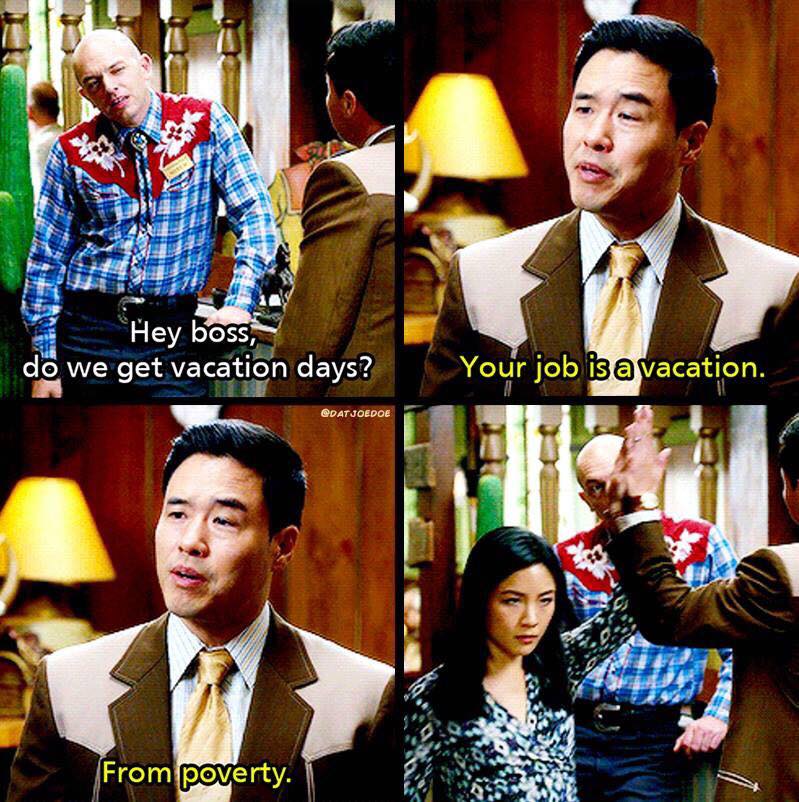 Hey boss,
do we get vacation days?
Your job is a vacation.
@DATJOEDOE
From poverty.